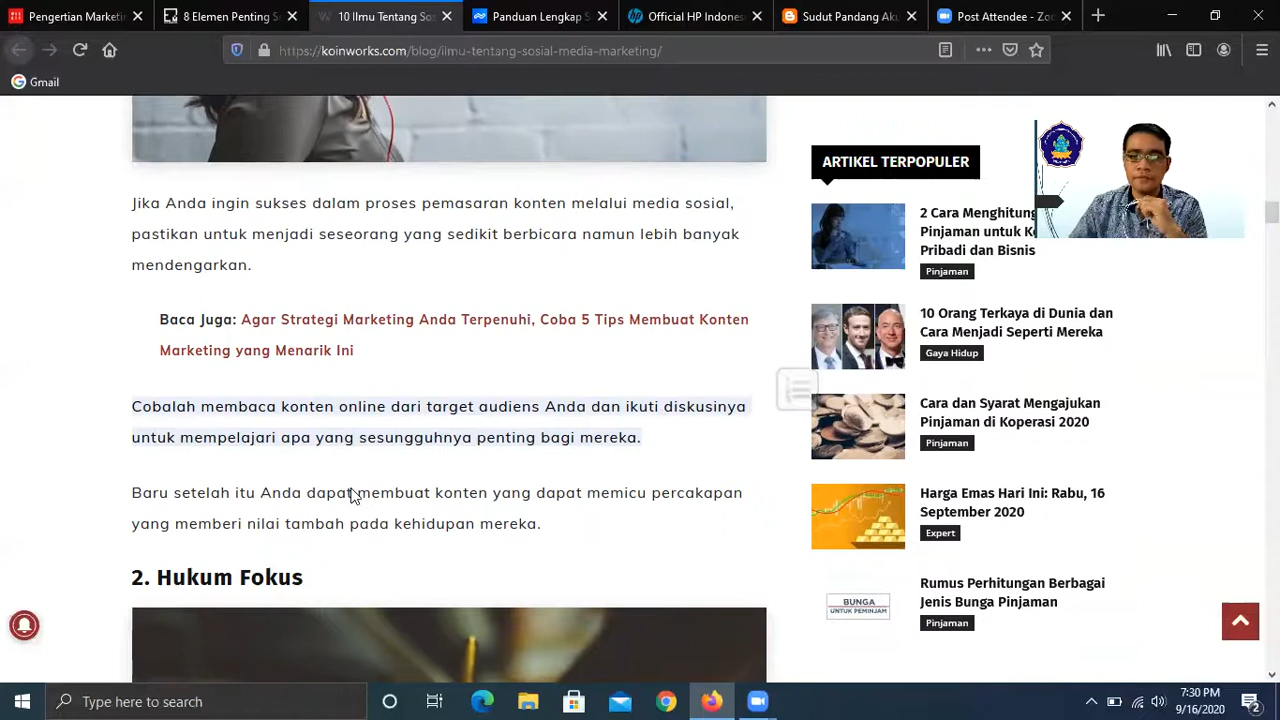 Pengertian Marketi
8 Elemen Penting S
10 Ilmu Tentang Sos
Panduan Lengkap S
Official HP Indones
Sudut Pandang Aku
Post Attendee - Zoo
https://koinworks.com/blog/ilmu-tentang-sosial-media-marketing/
Gmail
Jika Anda ingin sukses dalam proses pemasaran konten melalui media sosial,
pastikan untuk menjadi seseorang yang sedikit berbicara namun lebih banyak
mendengarkan.
Baca Juga: Agar Strategi Marketing Anda Terpenuhi, Coba 5 Tips Membuat Konten
Marketing yang Menarik Ini
Cobalah membaca konten online dari target audiens Anda dan ikuti diskusinya
untuk mempelajari apa yang sesungguhnya penting bagi mereka.
Baru setelah itu Anda dapat membuat konten yang dapat memicu percakapan
yang memberi nilai tambah pada kehidupan mereka.
2. Hukum Fokus
ARTIKEL TERPOPULER
2 Cara Menghitung
Pinjaman untuk Ke
Pribadi dan Bisnis
Pinjaman
10 Orang Terkaya di Dunia dan
Cara Menjadi Seperti Mereka
Gaya Hidup
Cara dan Syarat Mengajukan
Pinjaman di Koperasi 2020
Pinjaman
Harga Emas Hari Ini: Rabu, 16
September 2020
Expert
BUNGA
UNTUK PEMINJAM
Rumus Perhitungan Berbagai
Jenis Bunga Pinjaman
Pinjaman
Type here to search
7:30 PM
9/16/2020
2